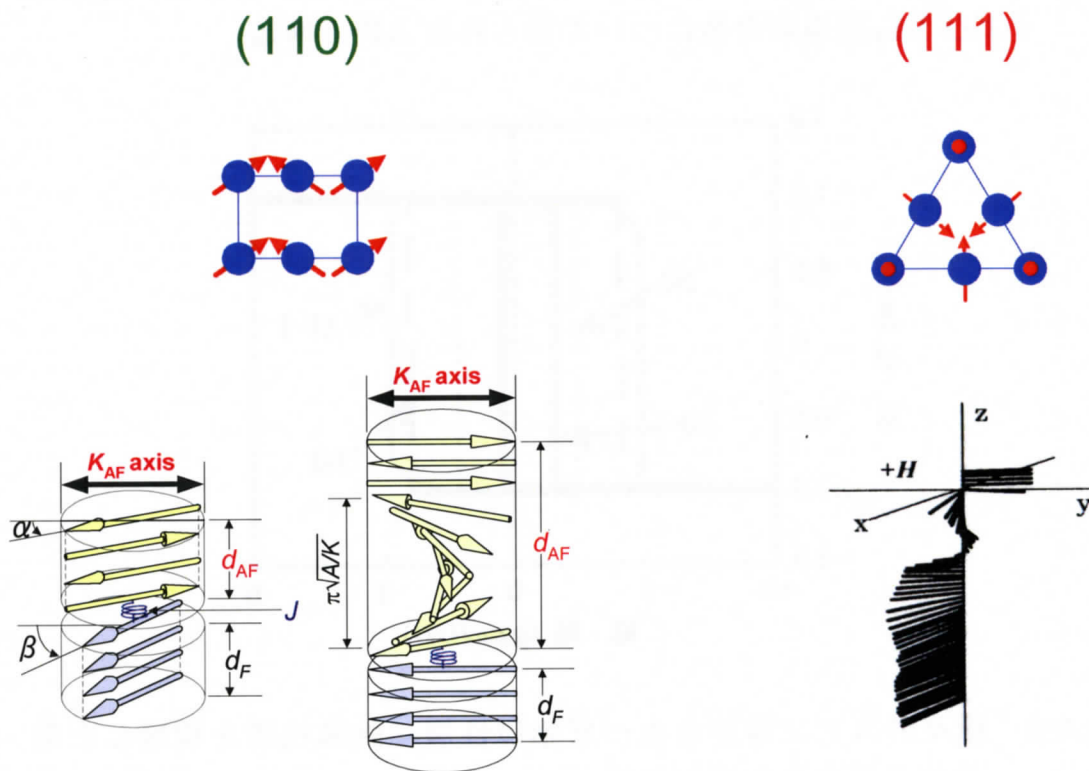 (110)
(111)
K_AF axis
K_AF axis
α
d_AF
J
β
d_F
π√A/K
d_AF
d_F
z
+H
y
x